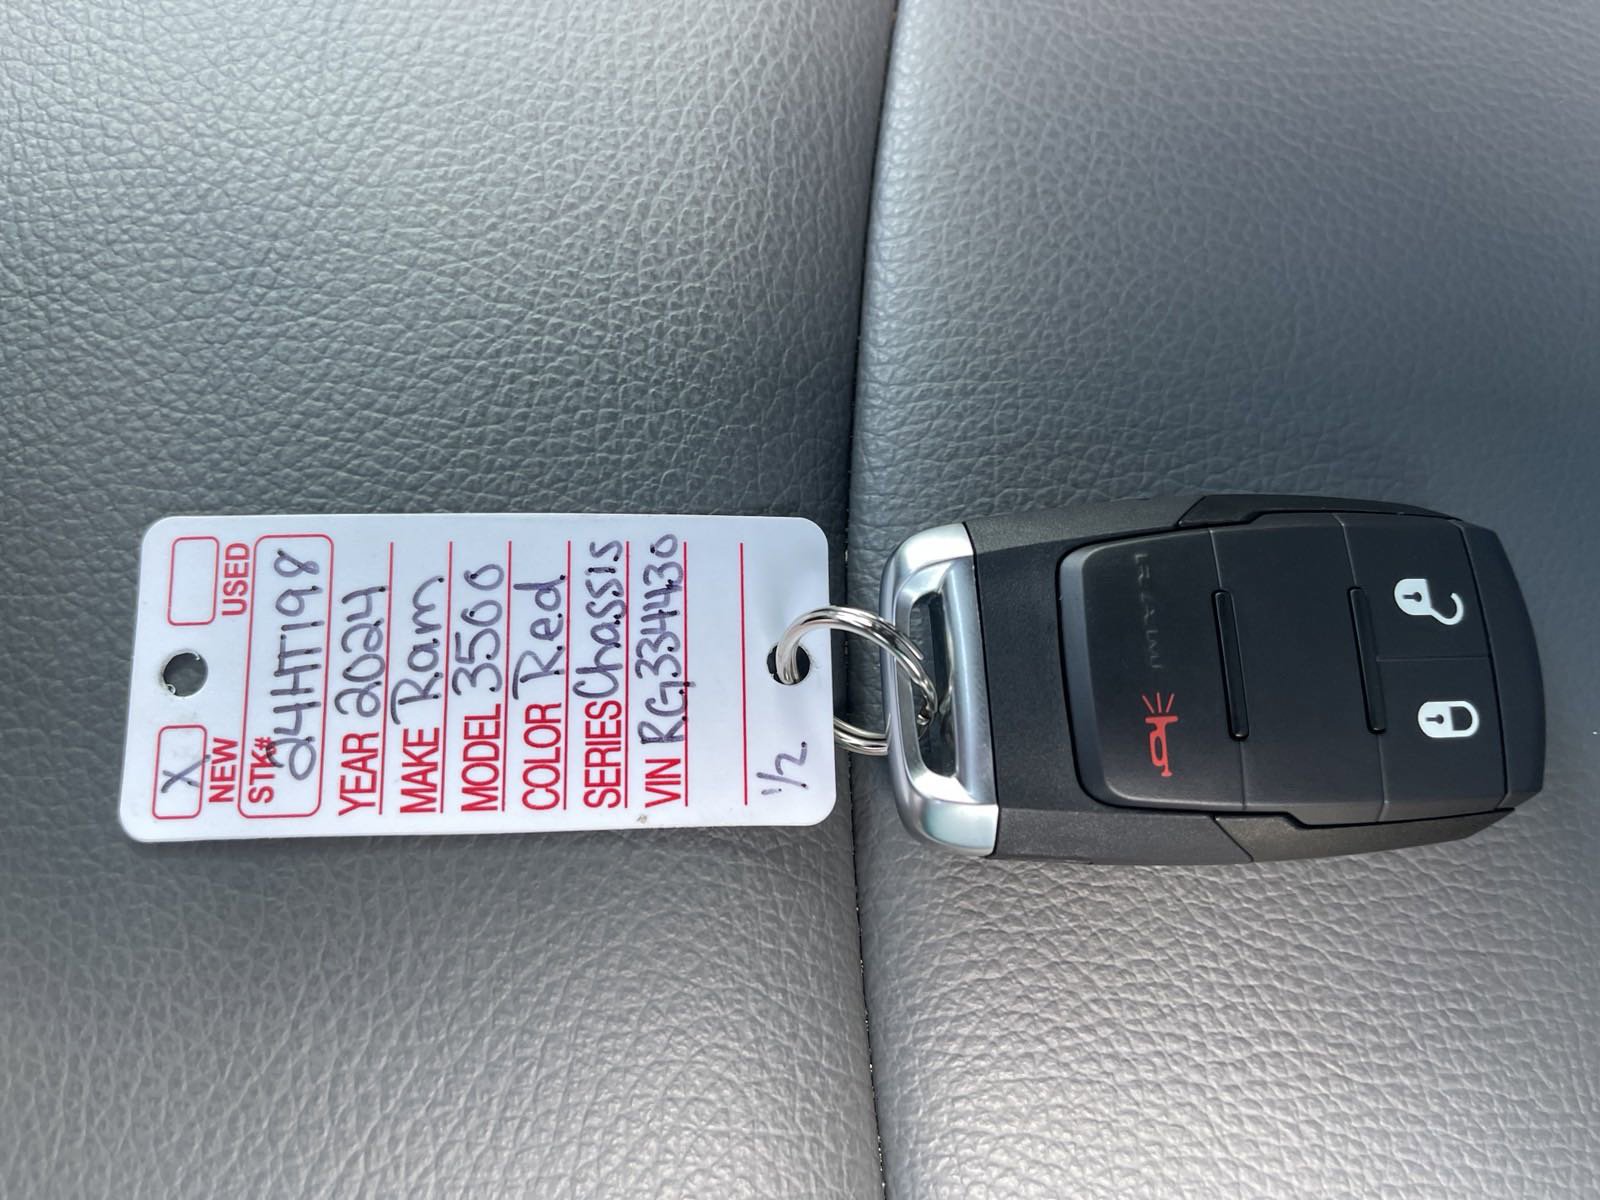 X
NEW USED
STK# 24HT198
YEAR 2024
MAKE Ram
MODEL 3500
COLOR Red
SERIES Chassis
VIN RG334430
1/2
RAM